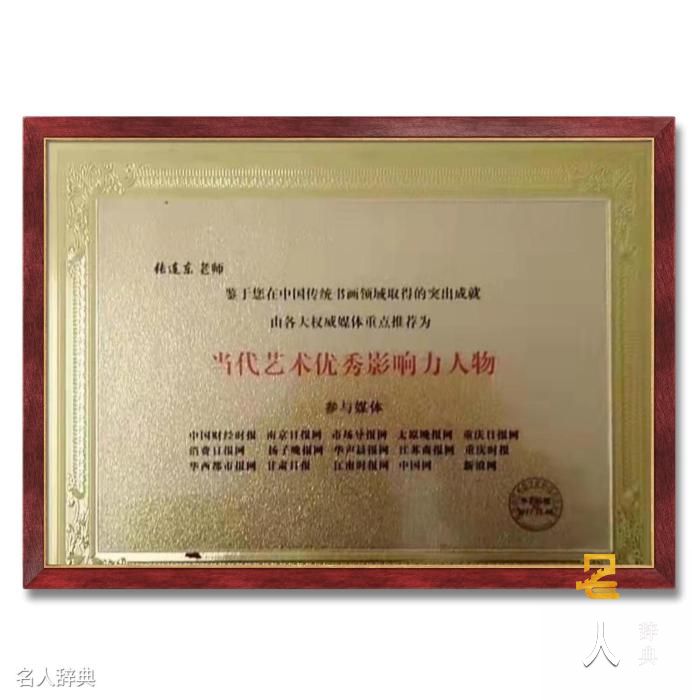 张连东 老师
鉴于您在中国传统书画领域取得的突出成就
由各大权威媒体重点推荐为
当代艺术优秀影响力人物
参与媒体
中国财经时报 南京日报网 市场导报网 太原晚报网 重庆日报网
消费日报网 扬子晚报网 华声晨报网 江苏商报网 重庆时报
华西都市报网 甘肃日报 江南时报网 中国网 新浪网
名人辞典
人 辞典